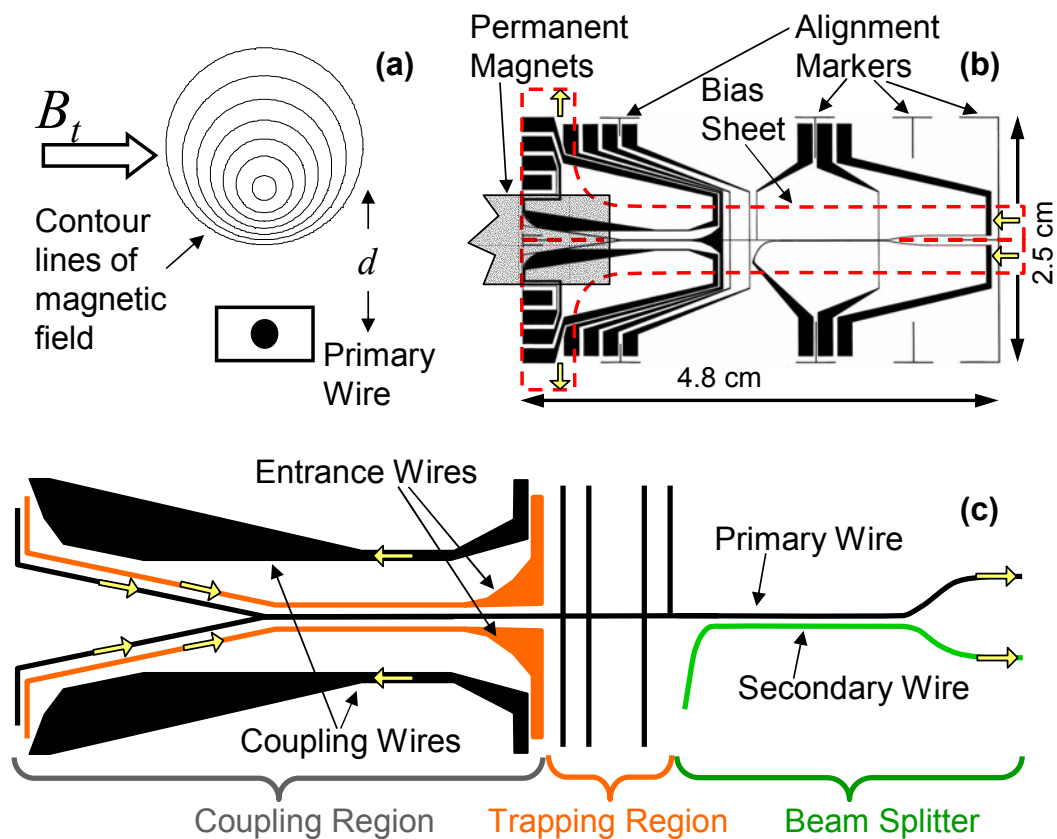 (a)
B_t
Contour
lines of
magnetic
field
d
Primary
Wire
Permanent
Magnets
Alignment
Markers
(b)
Bias
Sheet
2.5 cm
4.8 cm
Entrance Wires
(c)
Primary Wire
Secondary Wire
Coupling Wires
Coupling Region
Trapping Region
Beam Splitter